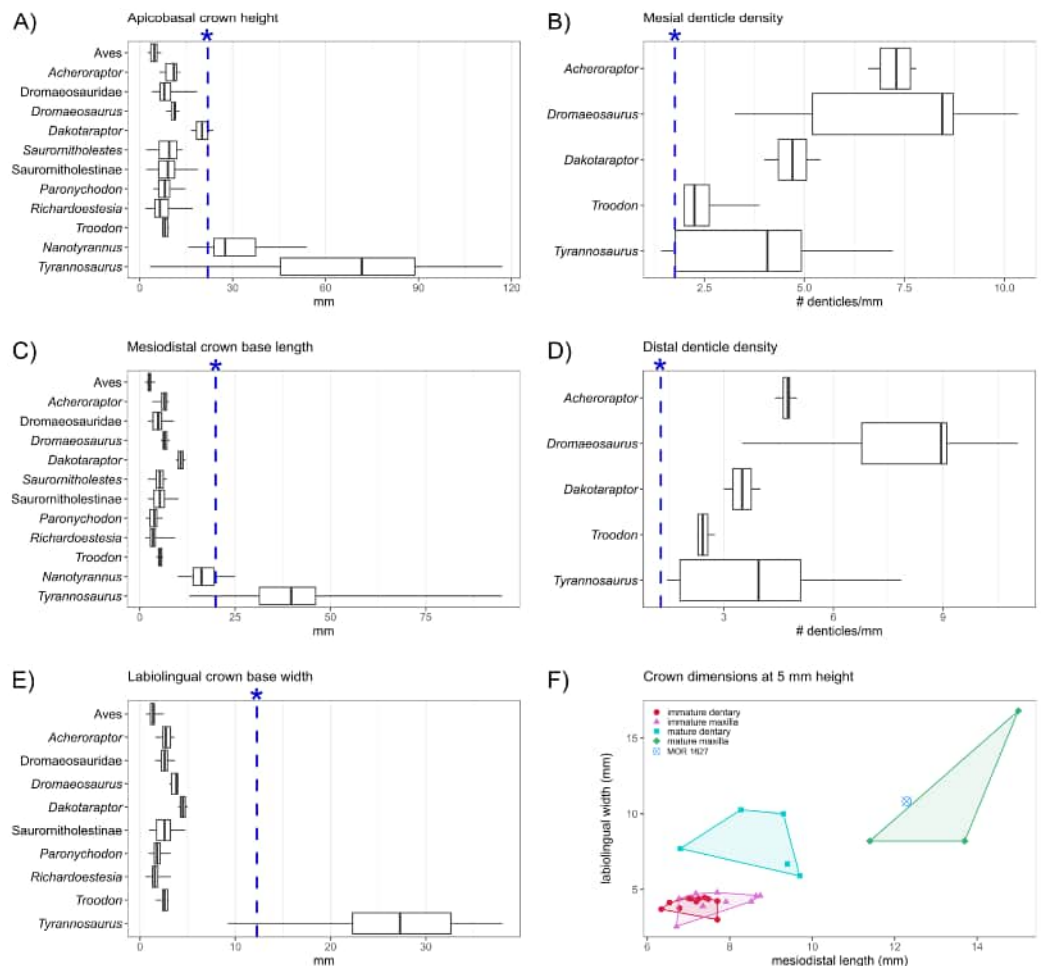 A)
Apicobasal crown height
*
Aves
Acheroraptor
Dromaeosauridae
Dromaeosaurus
Dakotaraptor
Saurornitholestes
Saurornitholestinae
Paronychodon
Richardoestesia
Troodon
Nanotyrannus
Tyrannosaurus
0 30 60 90 120
mm
B)
Mesial denticle density
*
Acheroraptor
Dromaeosaurus
Dakotaraptor
Troodon
Tyrannosaurus
2.5 5.0 7.5 10.0
# denticles/mm
C)
Mesiodistal crown base length
*
Aves
Acheroraptor
Dromaeosauridae
Dromaeosaurus
Dakotaraptor
Saurornitholestes
Saurornitholestinae
Paronychodon
Richardoestesia
Troodon
Nanotyrannus
Tyrannosaurus
0 25 50 75
mm
D)
Distal denticle density
*
Acheroraptor
Dromaeosaurus
Dakotaraptor
Troodon
Tyrannosaurus
3 6 9
# denticles/mm
E)
Labiolingual crown base width
*
Aves
Acheroraptor
Dromaeosauridae
Dromaeosaurus
Dakotaraptor
Saurornitholestinae
Paronychodon
Richardoestesia
Troodon
Tyrannosaurus
0 10 20 30
mm
F)
Crown dimensions at 5 mm height
immature dentary
immature maxilla
mature dentary
mature maxilla
MOR 1627
labiolingual width (mm)
15
10
5
6 8 10 12 14
mesiodistal length (mm)